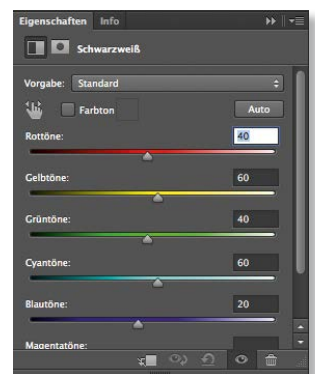 Eigenschaften Info
Schwarzweiß
Vorgabe: Standard
Farbton Auto
Rottöne: 40
Gelbtöne: 60
Grüntöne: 40
Cyantöne: 60
Blautöne: 20
Magentatöne: